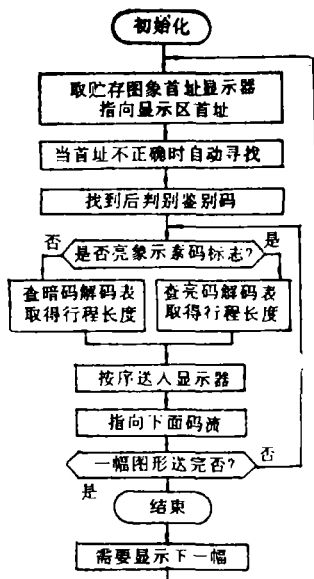 初始化
取贮存图象首址显示器
指向显示区首址
当首址不正确时自动寻找
找到后判别鉴别码
否
是否亮象示素码标志?
是
查暗码解码表
取得行程长度
查亮码解码表
取得行程长度
按序送人显示器
指向下面码流
一幅图形送完否?
否
是
结束
需要显示下一幅